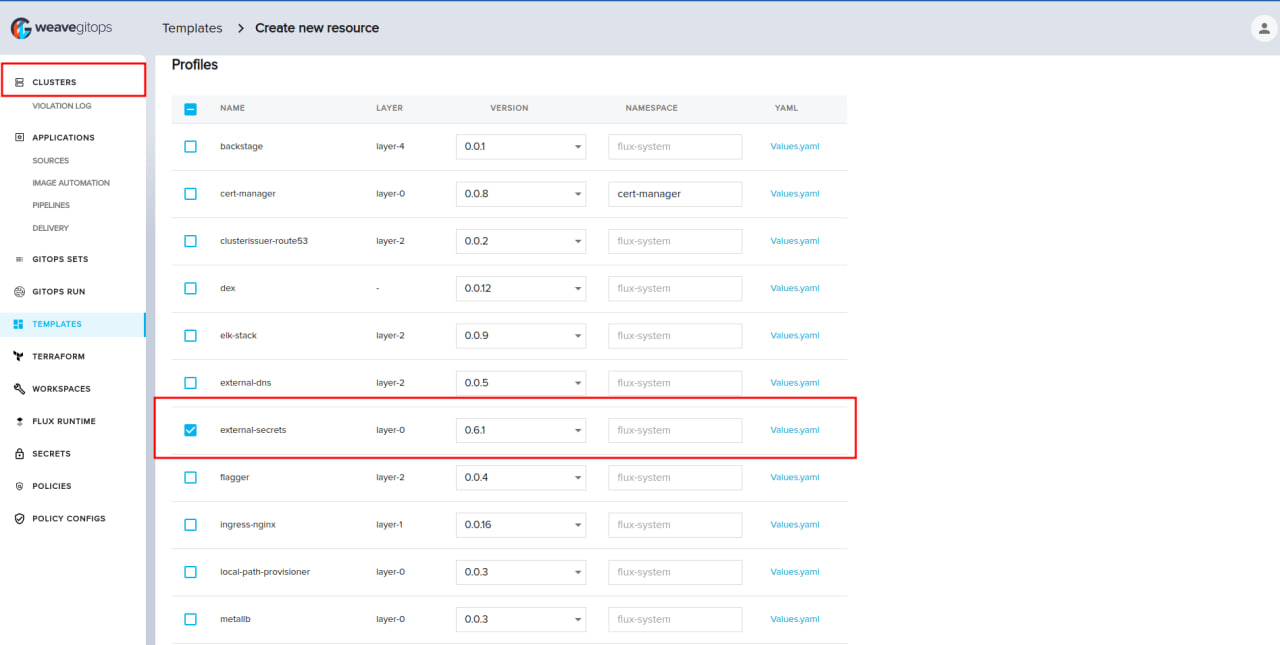 weavegitops
Templates > Create new resource
CLUSTERS
VIOLATION LOG
APPLICATIONS
SOURCES
IMAGE AUTOMATION
PIPELINES
DELIVERY
GITOPS SETS
GITOPS RUN
TEMPLATES
TERRAFORM
WORKSPACES
FLUX RUNTIME
SECRETS
POLICIES
POLICY CONFIGS
Profiles
NAME LAYER VERSION NAMESPACE YAML
backstage layer-4 0.0.1 flux-system Values.yaml
cert-manager layer-0 0.0.8 cert-manager Values.yaml
clusterissuer-route53 layer-2 0.0.2 flux-system Values.yaml
dex - 0.0.12 flux-system Values.yaml
elk-stack layer-2 0.0.9 flux-system Values.yaml
external-dns layer-2 0.0.5 flux-system Values.yaml
external-secrets layer-0 0.6.1 flux-system Values.yaml
flagger layer-2 0.0.4 flux-system Values.yaml
ingress-nginx layer-1 0.0.16 flux-system Values.yaml
local-path-provisioner layer-0 0.0.3 flux-system Values.yaml
metallb layer-0 0.0.3 flux-system Values.yaml